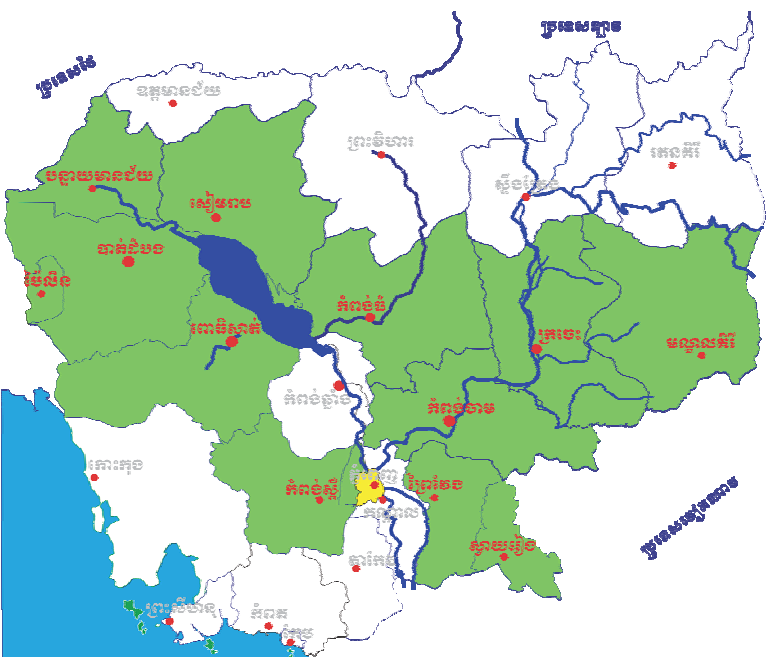 ប្រទេសឡាវ
ប្រទេសថៃ
ឧត្តរមានជ័យ
ព្រះវិហារ
បន្ទាយមានជ័យ
ស្ទឹងត្រែង
សៀមរាប
បាត់ដំបង
ប៉ៃលិន
កំពង់ធំ
ពោធិ៍សាត់
ក្រចេះ
មណ្ឌលគិរី
កំពង់ឆ្នាំង
កំពង់ចាម
កោះកុង
កំពង់ស្ពឺ
ព្រៃវែង
កណ្ដាល
ស្វាយរៀង
តាកែវ
ប្រទេសវៀតណាម
ព្រះសីហនុ
កំពត
កែប